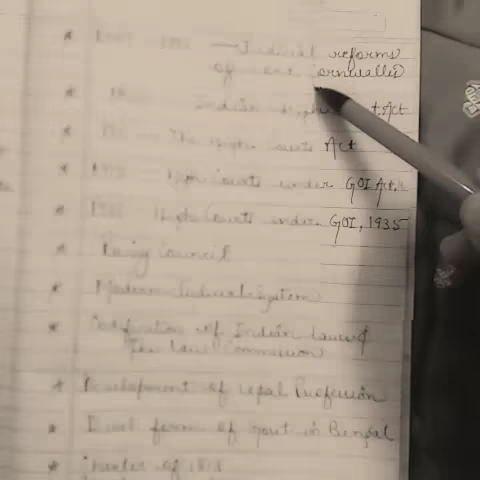 Judicial reforms
of Cornwallis
Indian High Act
The High Courts Act
High Courts under GOI Act,
High Courts under GOI, 1935
Privy Council
Modern Judicial System
Codification of Indian Laws &
The Law Commission
Development of legal Profession
Dual form of Govt in Bengal
Charter of 1813